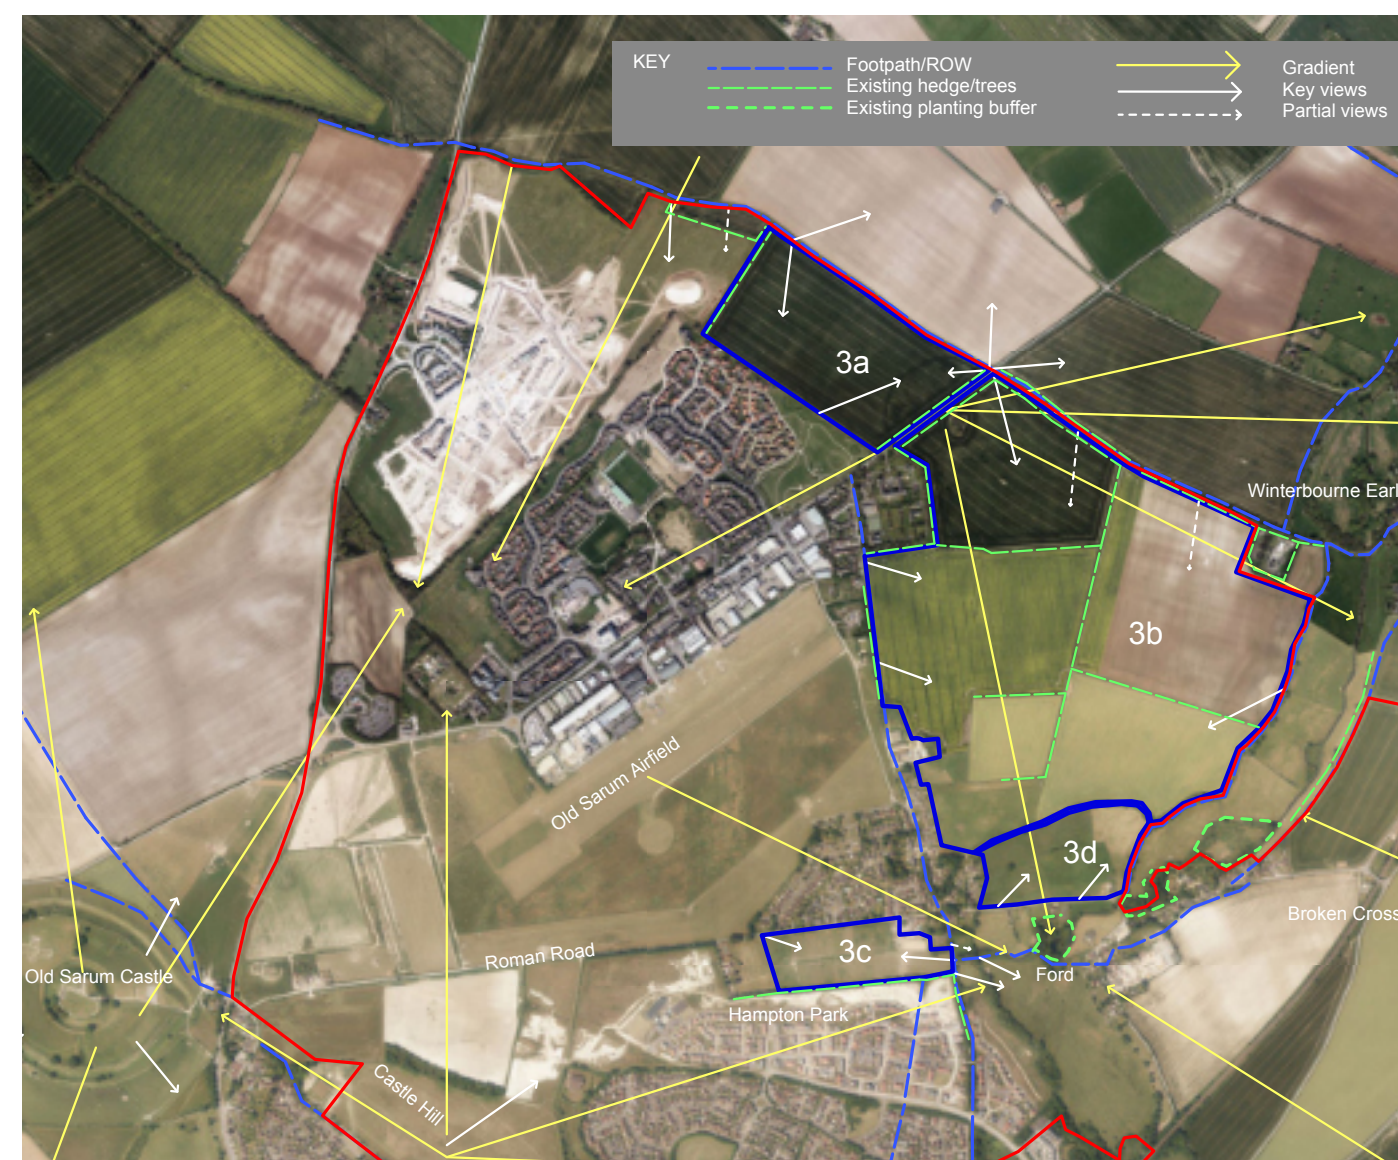 KEY
Footpath/ROW
Existing hedge/trees
Existing planting buffer
Gradient
Key views
Partial views
3a
Winterbourne Earl
3b
Old Sarum Airfield
3d
Broken Cross
Roman Road
3c
Old Sarum Castle
Ford
Hampton Park
Castle Hill